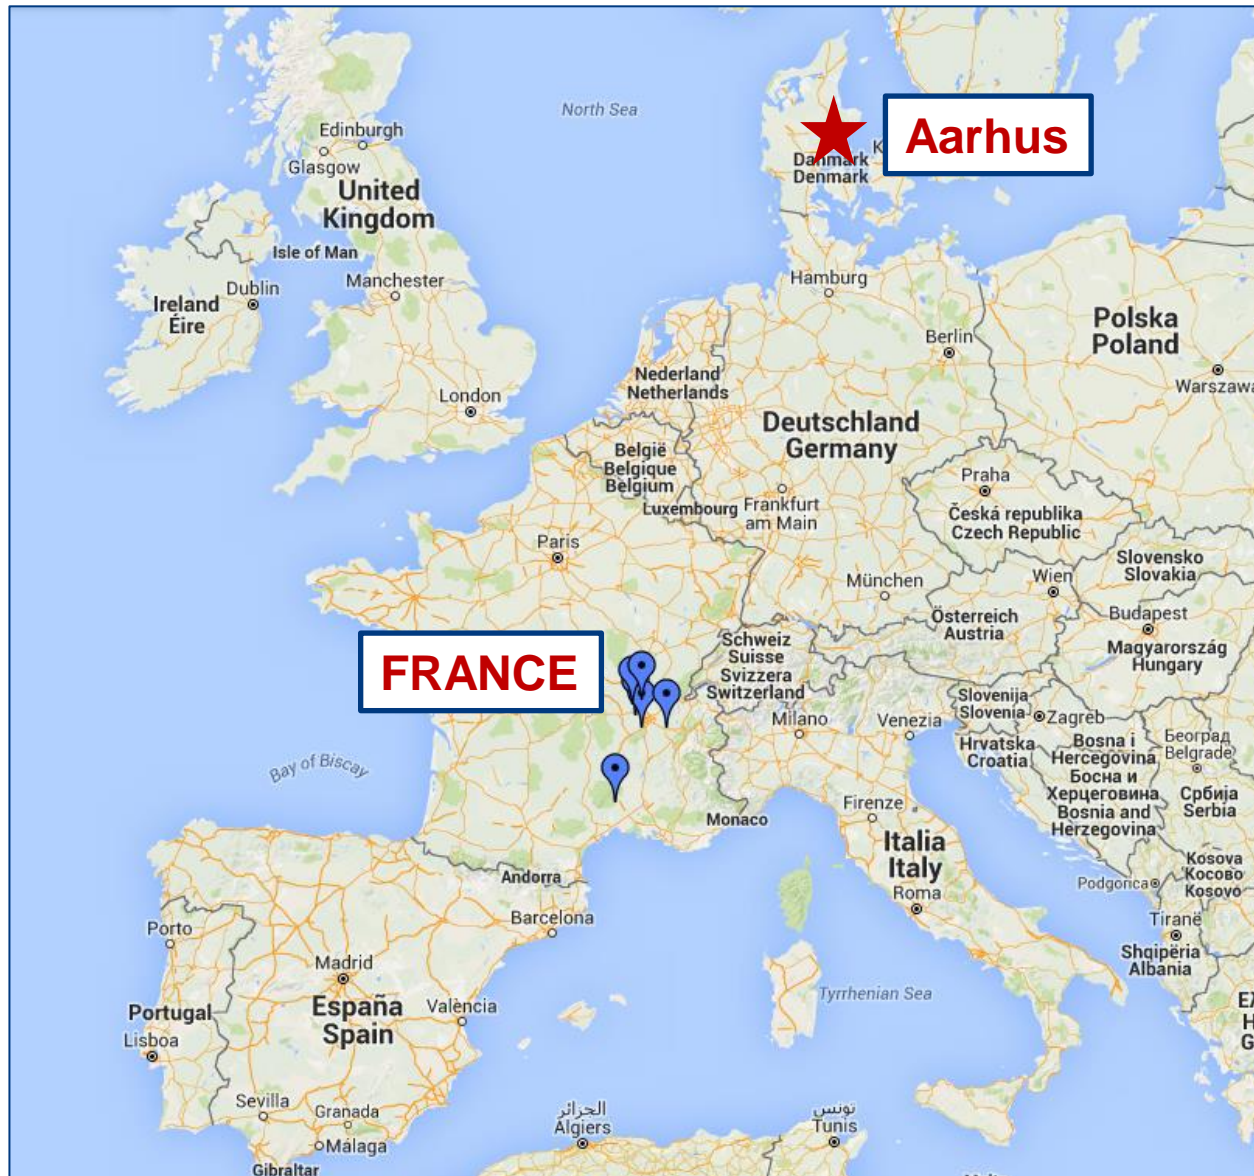 North Sea
Edinburgh
Glasgow
United
Kingdom
Isle of Man
Dublin
Manchester
Ireland
Éire
London
Aarhus
Danmark
Denmark
Hamburg
Berlin
Polska
Poland
Warszawa
Nederland
Netherlands
Deutschland
Germany
België
Belgique
Belgium
Luxembourg
Frankfurt
am Main
Praha
Česká republika
Czech Republic
Paris
Slovensko
Slovakia
München
Wien
Österreich
Austria
Budapest
Magyarország
Hungary
FRANCE
Schweiz
Suisse
Svizzera
Switzerland
Milano
Venezia
Slovenija
Slovenia
Zagreb
Hrvatska
Croatia
Bosna i
Hercegovina
Босна и
Херцеговина
Bosnia and
Herzegovina
Београд
Belgrade
Србија
Serbia
Bay of Biscay
Monaco
Firenze
Italia
Italy
Roma
Podgorica
Kosova
Косово
Kosovo
Tiranë
Shqipëria
Albania
Andorra
Barcelona
Porto
Madrid
España
Spain
València
Portugal
Lisboa
Tyrrhenian Sea
Sevilla
Granada
Málaga
Gibraltar
الجزائر
Algiers
تونس
Tunis